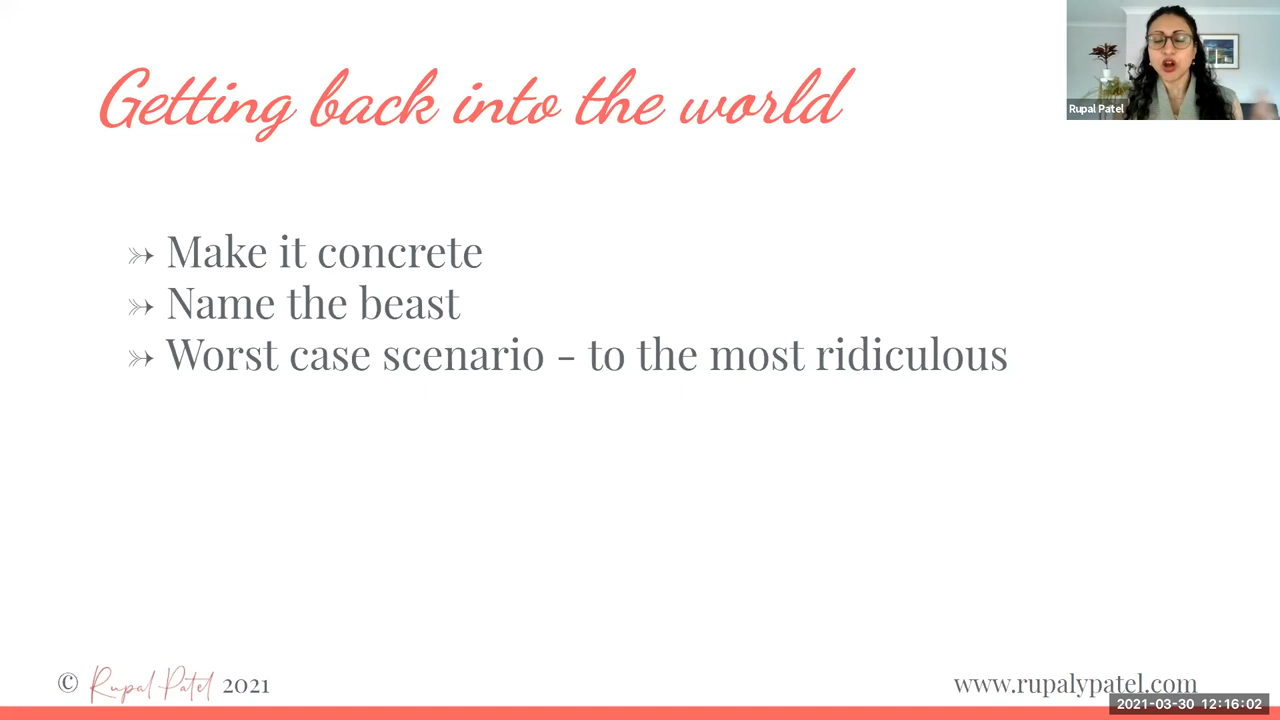 Getting back into the world
Rupal Patel
➳ Make it concrete
➳ Name the beast
➳ Worst case scenario - to the most ridiculous
© Rupal Patel 2021
www.rupalypatel.com
2021-03-30 12:16:02